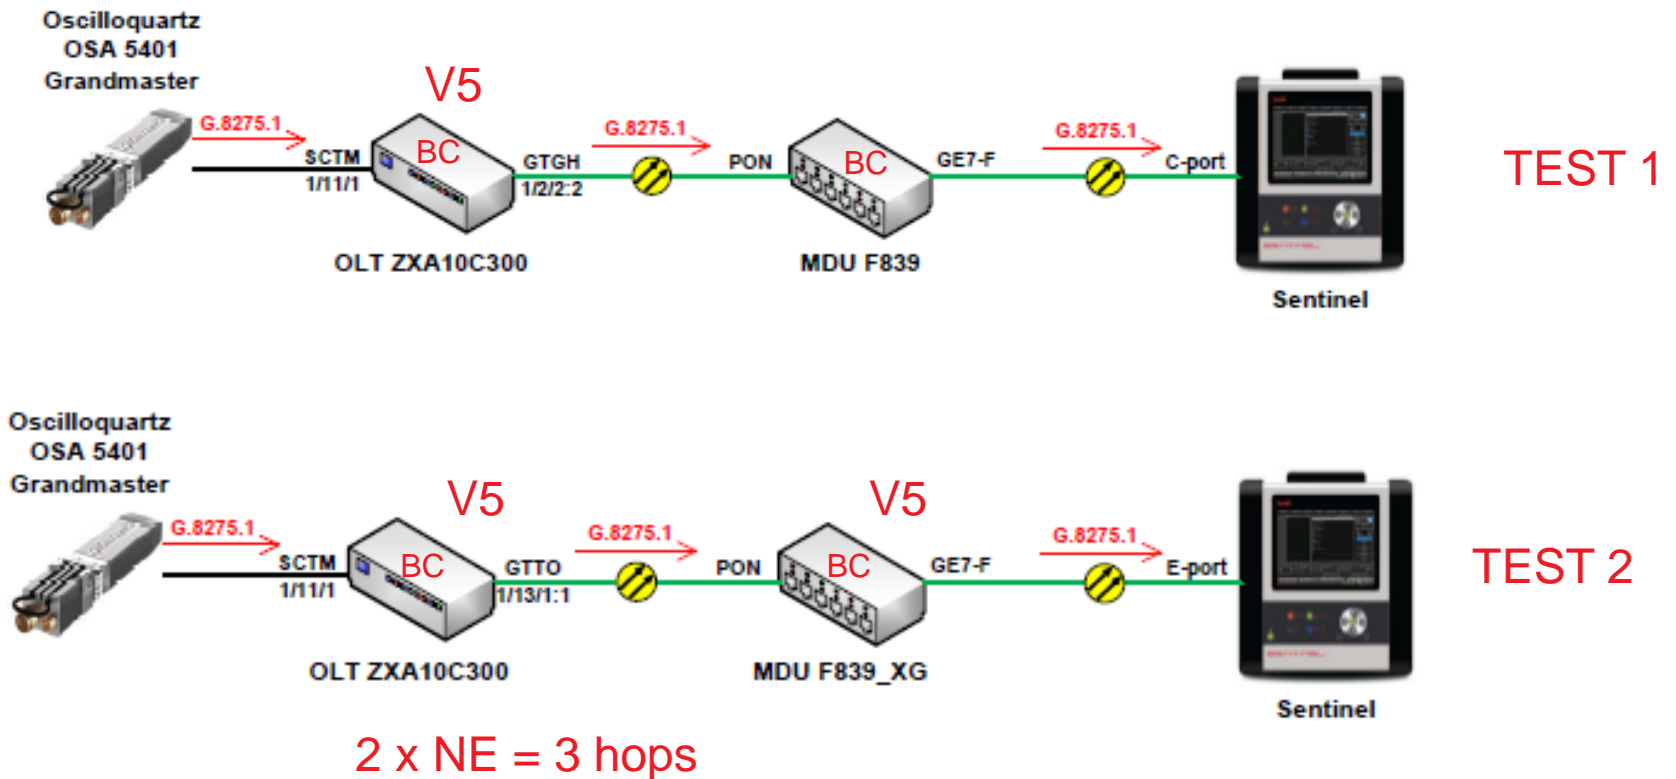 Oscilloquartz
OSA 5401
Grandmaster
V5
G.8275.1
G.8275.1
G.8275.1
SCTM
BC
GTGH
PON
BC
GE7-F
C-port
TEST 1
1/11/1
1/2/2:2
OLT ZXA10C300
MDU F839
Sentinel
Oscilloquartz
OSA 5401
Grandmaster
V5
V5
G.8275.1
G.8275.1
G.8275.1
SCTM
BC
GTTO
PON
BC
GE7-F
E-port
TEST 2
1/11/1
1/13/1:1
OLT ZXA10C300
MDU F839_XG
Sentinel
2 x NE = 3 hops